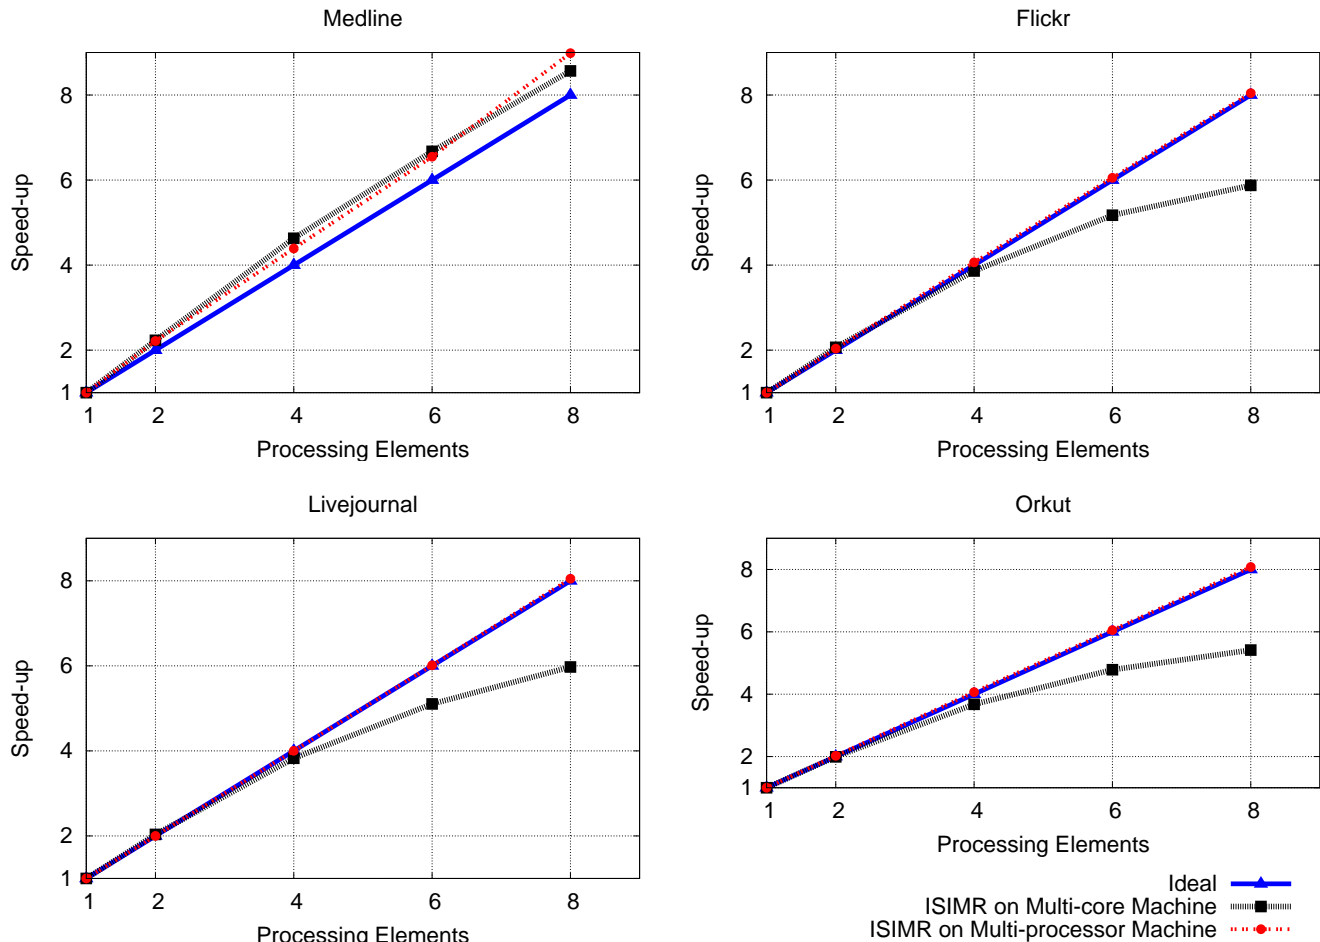 Medline
Speed-up
8
6
4
2
1
1 2 4 6 8
Processing Elements
Flickr
Speed-up
8
6
4
2
1
1 2 4 6 8
Processing Elements
Livejournal
Speed-up
8
6
4
2
1
1 2 4 6 8
Processing Elements
Orkut
Speed-up
8
6
4
2
1
1 2 4 6 8
Processing Elements
Ideal
ISIMR on Multi-core Machine
ISIMR on Multi-processor Machine